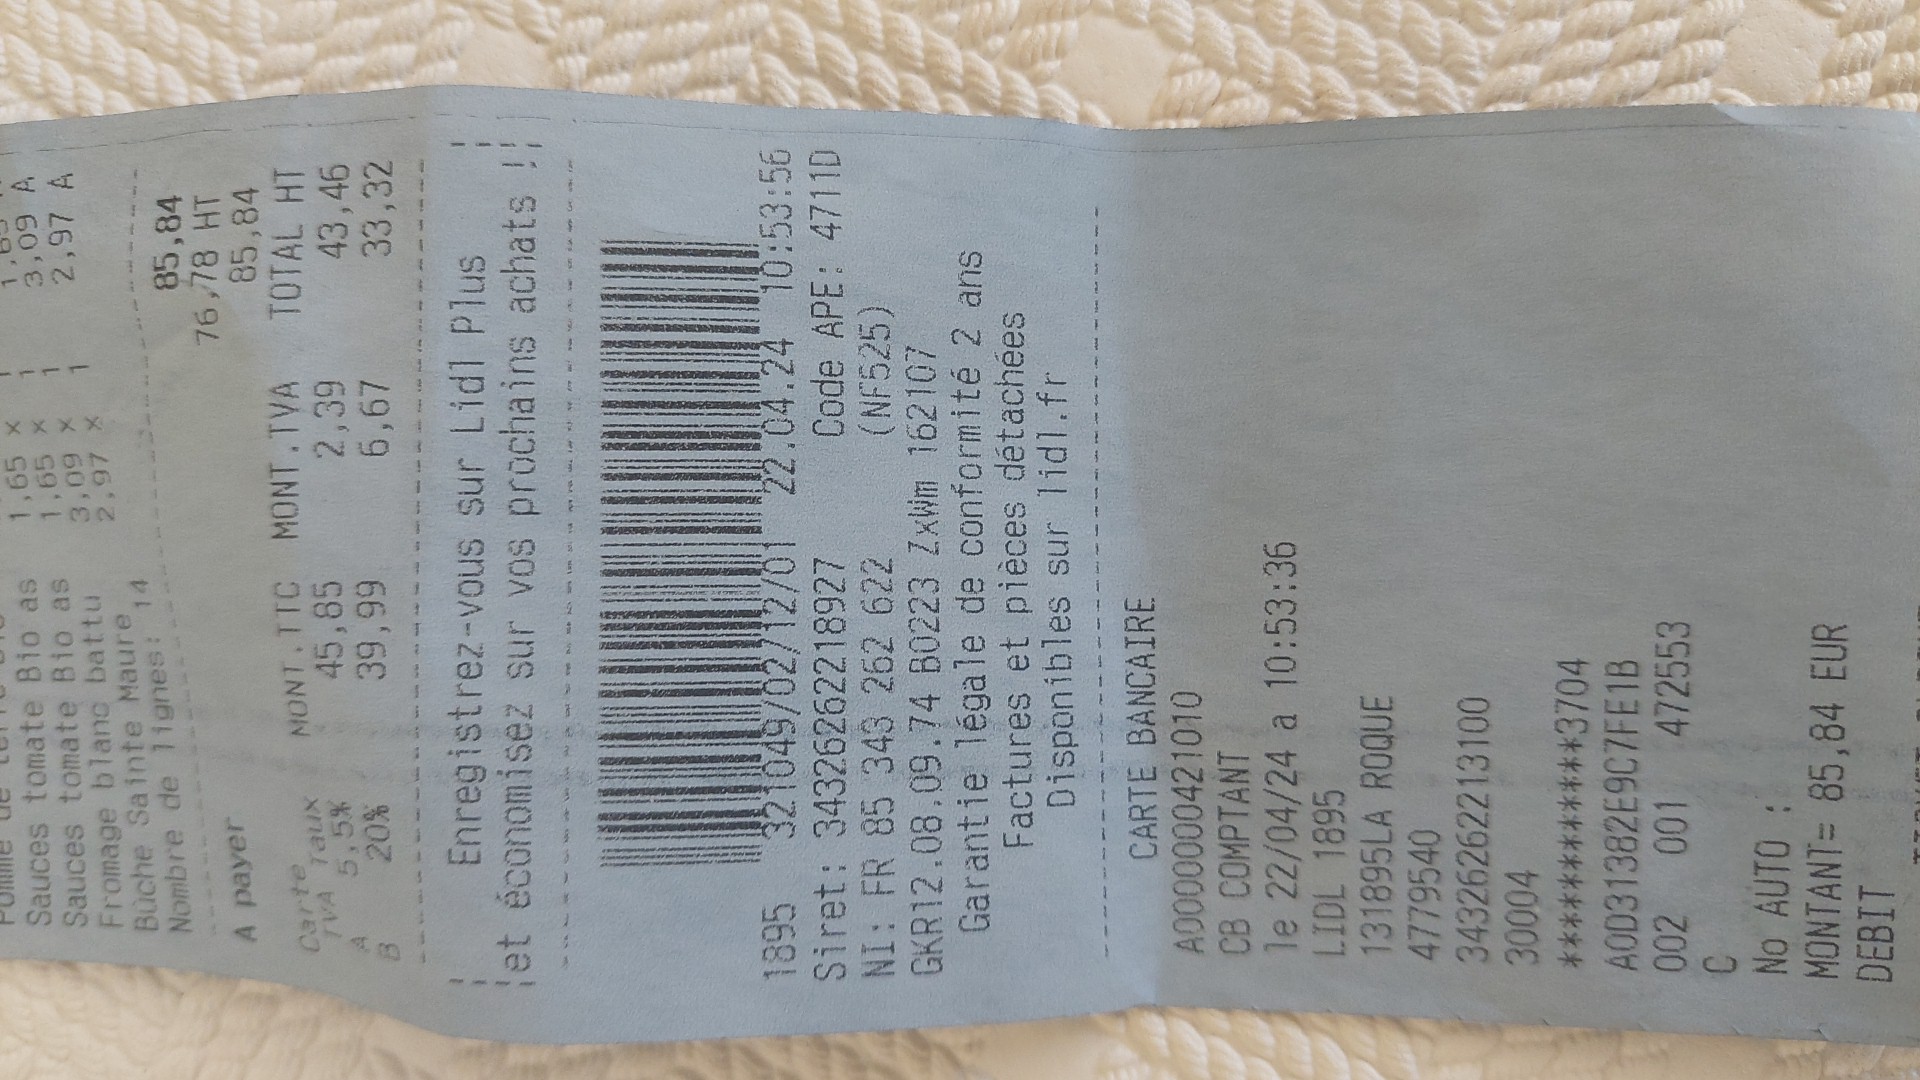 Sauces tomate Bio as 1,65 x 1
Sauces tomate Bio as 1,65 x 1
Fromage blanc battu 3,09 x 1 3,09 A
Bûche Sainte Maure 2,97 x 1 2,97 A
Nombre de lignes: 14
A payer 85,84
76,78 HT
Carte 85,84
TVA Taux MONT.TTC MONT.TVA TOTAL HT
A 5,5% 45,85 2,39 43,46
B 20% 39,99 6,67 33,32
Enregistrez-vous sur Lidl Plus
et économisez sur vos prochains achats !
1895 321049/02/12/01 22.04.24 10:53:56
Siret: 34326262218927 Code APE: 4711D
NI: FR 85 343 262 622 (NF525)
GKR12.08.09.74 B0223 ZxWm 162107
Garantie légale de conformité 2 ans
Factures et pièces détachées
Disponibles sur lidl.fr
CARTE BANCAIRE
A0000000421010
CB COMPTANT
le 22/04/24 a 10:53:36
LIDL 1895
131895LA ROQUE
4779540
34326262213100
30004
************3704
A0D31382E9C7FE1B
002 001 472553
C
No AUTO :
MONTANT= 85,84 EUR
DEBIT